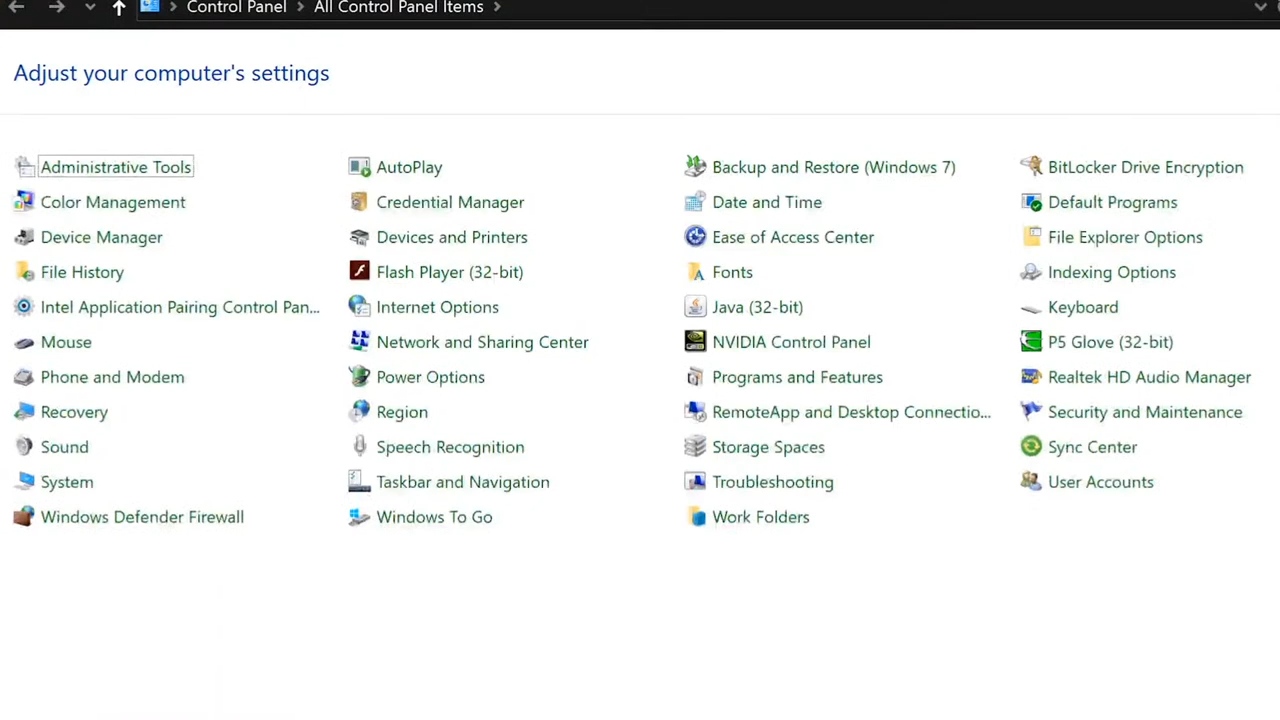 Control Panel > All Control Panel Items >
Adjust your computer's settings
Administrative Tools AutoPlay Backup and Restore (Windows 7) BitLocker Drive Encryption
Color Management Credential Manager Date and Time Default Programs
Device Manager Devices and Printers Ease of Access Center File Explorer Options
File History Flash Player (32-bit) Fonts Indexing Options
Intel Application Pairing Control Pan... Internet Options Java (32-bit) Keyboard
Mouse Network and Sharing Center NVIDIA Control Panel P5 Glove (32-bit)
Phone and Modem Power Options Programs and Features Realtek HD Audio Manager
Recovery Region RemoteApp and Desktop Connectio... Security and Maintenance
Sound Speech Recognition Storage Spaces Sync Center
System Taskbar and Navigation Troubleshooting User Accounts
Windows Defender Firewall Windows To Go Work Folders